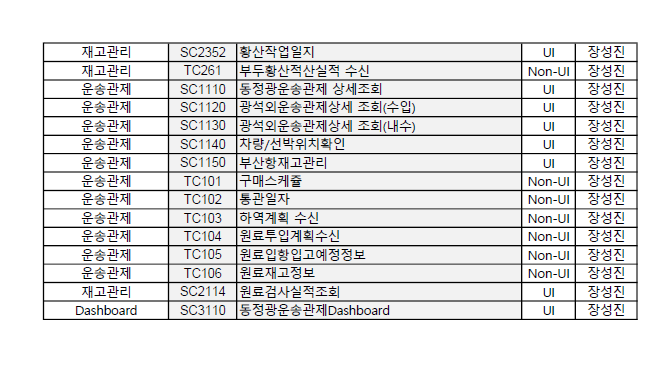 재고관리 SC2352 황산작업일지 UI 장성진
재고관리 TC261 부두황산적산실적 수신 Non-UI 장성진
운송관제 SC1110 동정광운송관제 상세조회 UI 장성진
운송관제 SC1120 광석외운송관제상세 조회(수입) UI 장성진
운송관제 SC1130 광석외운송관제상세 조회(내수) UI 장성진
운송관제 SC1140 차량/선박위치확인 UI 장성진
운송관제 SC1150 부산항재고관리 UI 장성진
운송관제 TC101 구매스케쥴 Non-UI 장성진
운송관제 TC102 통관일자 Non-UI 장성진
운송관제 TC103 하역계획 수신 Non-UI 장성진
운송관제 TC104 원료투입계획수신 Non-UI 장성진
운송관제 TC105 원료입항입고예정정보 Non-UI 장성진
운송관제 TC106 원료재고정보 Non-UI 장성진
재고관리 SC2114 원료검사실적조회 UI 장성진
Dashboard SC3110 동정광운송관제Dashboard UI 장성진